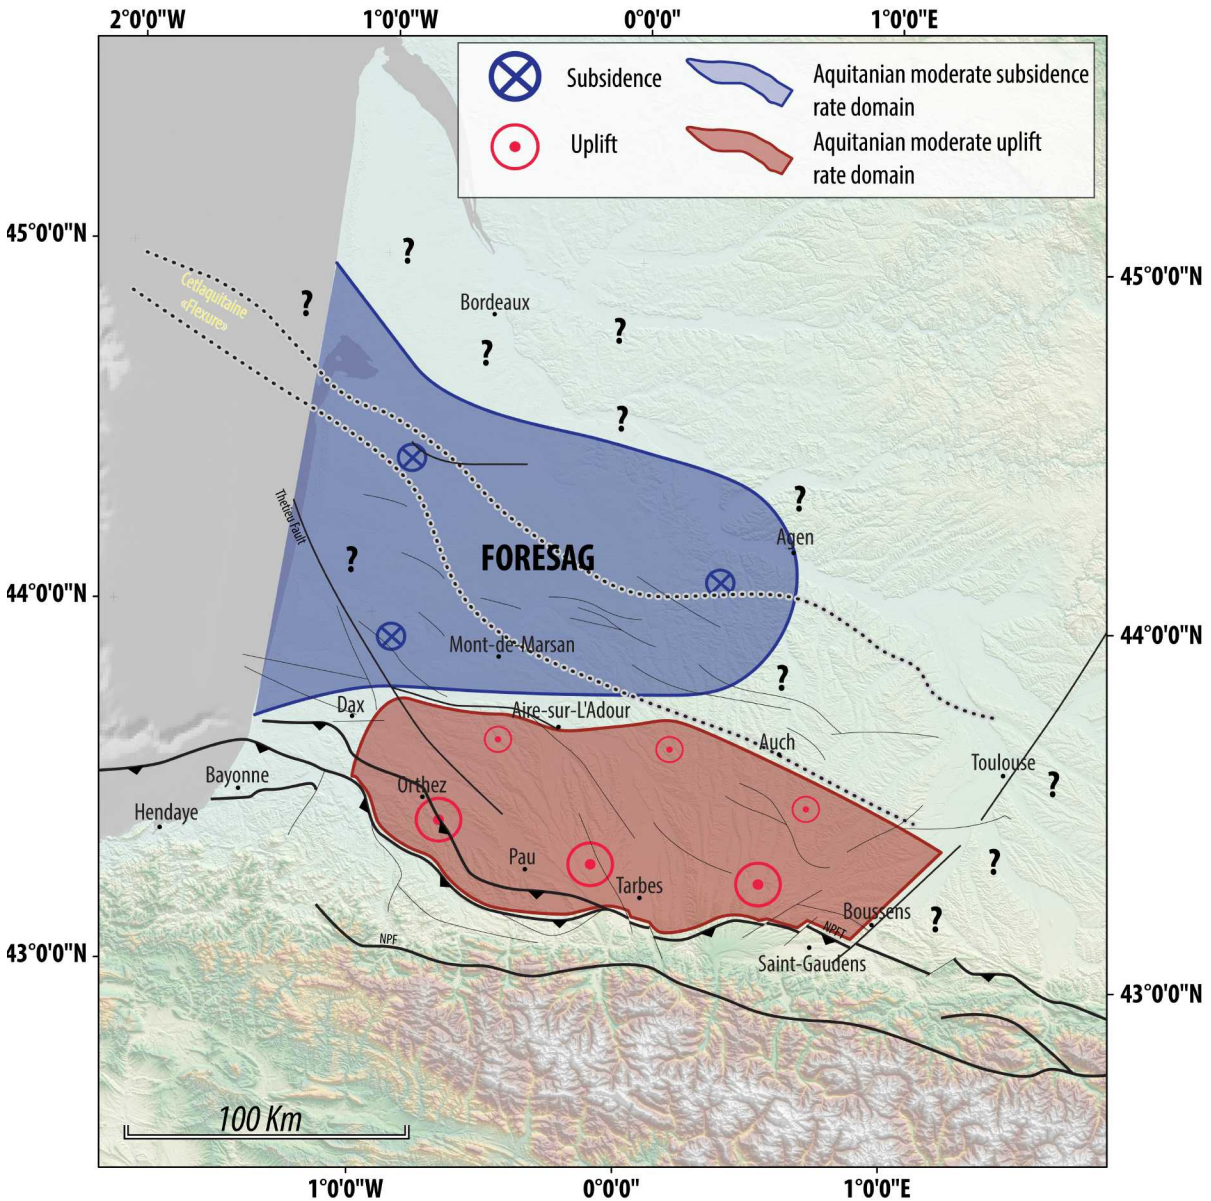 2°0'0"W 1°0'0"W 0°0'0" 1°0'0"E
Subsidence
Aquitanian moderate subsidence
rate domain
Uplift
Aquitanian moderate uplift
rate domain
45°0'0"N
45°0'0"N
?
Celtaquitaine
«Flexure»
?
Bordeaux
?
?
?
?
Thetieu Fault
Agen
?
FORESAG
44°0'0"N
44°0'0"N
Mont-de-Marsan
?
Dax
Aire-sur-L'Adour
Auch
Toulouse
Bayonne
?
Orthez
Hendaye
Pau
?
Tarbes
Boussens
?
NPFT
NPF
43°0'0"N
Saint-Gaudens
43°0'0"N
100 Km
1°0'0"W 0°0'0" 1°0'0"E